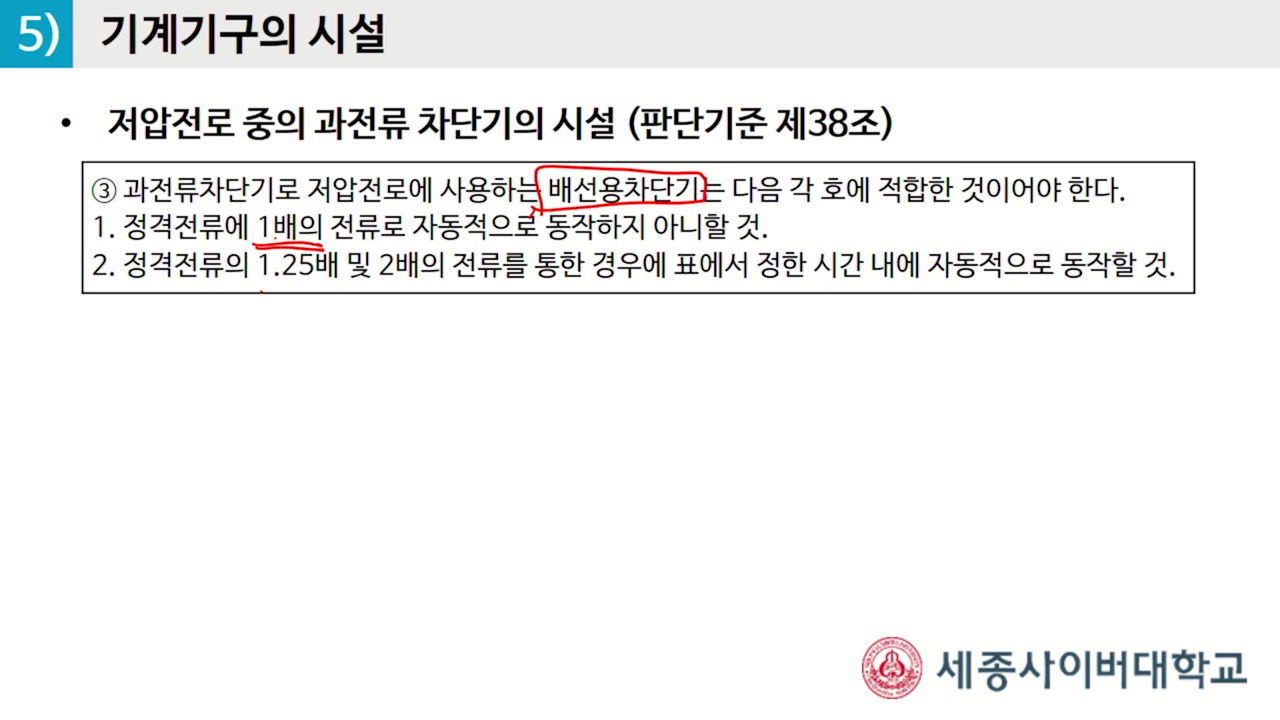 5) 기계기구의 시설
• 저압전로 중의 과전류 차단기의 시설 (판단기준 제38조)
③ 과전류차단기로 저압전로에 사용하는 배선용차단기는 다음 각 호에 적합한 것이어야 한다.
1. 정격전류에 1배의 전류로 자동적으로 동작하지 아니할 것.
2. 정격전류의 1.25배 및 2배의 전류를 통한 경우에 표에서 정한 시간 내에 자동적으로 동작할 것.
세종사이버대학교